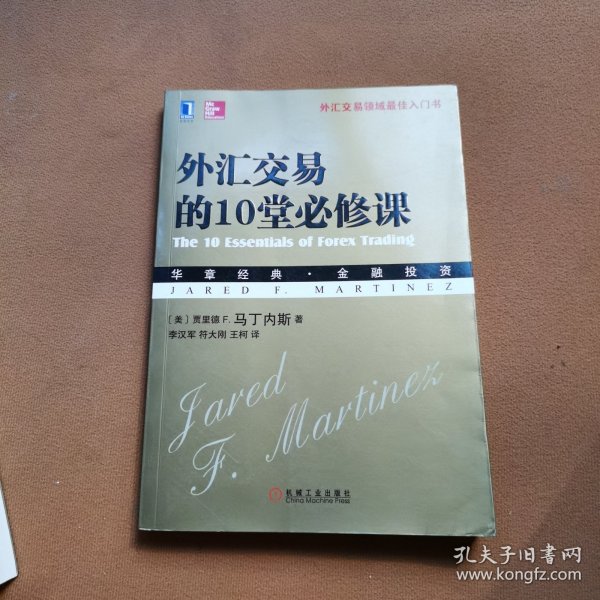 Mc
Graw
Hill
Education
外汇交易领域最佳入门书
外汇交易
的10堂必修课
The 10 Essentials of Forex Trading
华章经典·金融投资
JARED F. MARTINEZ
[美] 贾里德 F. 马丁内斯 著
李汉军 符大刚 王柯 译
Jared
F. Martinez
机械工业出版社
China Machine Press
孔夫子旧书网
www.kongfz.com